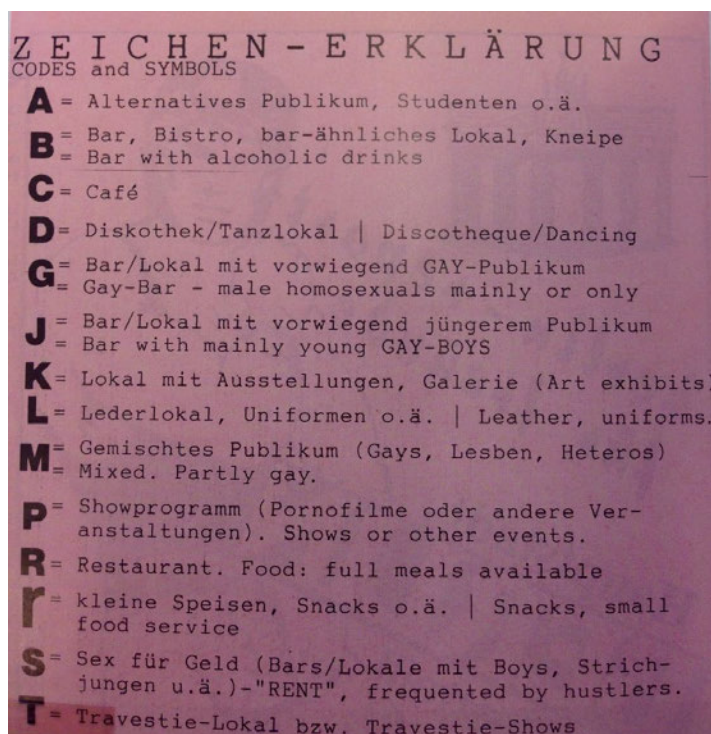 ZEICHEN-ERKLÄRUNG
CODES and SYMBOLS
A = Alternatives Publikum, Studenten o.ä.
B = Bar, Bistro, bar-ähnliches Lokal, Kneipe
= Bar with alcoholic drinks
C = Café
D = Diskothek/Tanzlokal | Discotheque/Dancing
G = Bar/Lokal mit vorwiegend GAY-Publikum
= Gay-Bar - male homosexuals mainly or only
J = Bar/Lokal mit vorwiegend jüngerem Publikum
= Bar with mainly young GAY-BOYS
K = Lokal mit Ausstellungen, Galerie (Art exhibits)
L = Lederlokal, Uniformen o.ä. | Leather, uniforms.
M = Gemischtes Publikum (Gays, Lesben, Heteros)
= Mixed. Partly gay.
P = Showprogramm (Pornofilme oder andere Ver-
anstaltungen). Shows or other events.
R = Restaurant. Food: full meals available
r = kleine Speisen, Snacks o.ä. | Snacks, small
food service
S = Sex für Geld (Bars/Lokale mit Boys, Strich-
jungen u.ä.)-"RENT", frequented by hustlers.
T = Travestie-Lokal bzw. Travestie-Shows